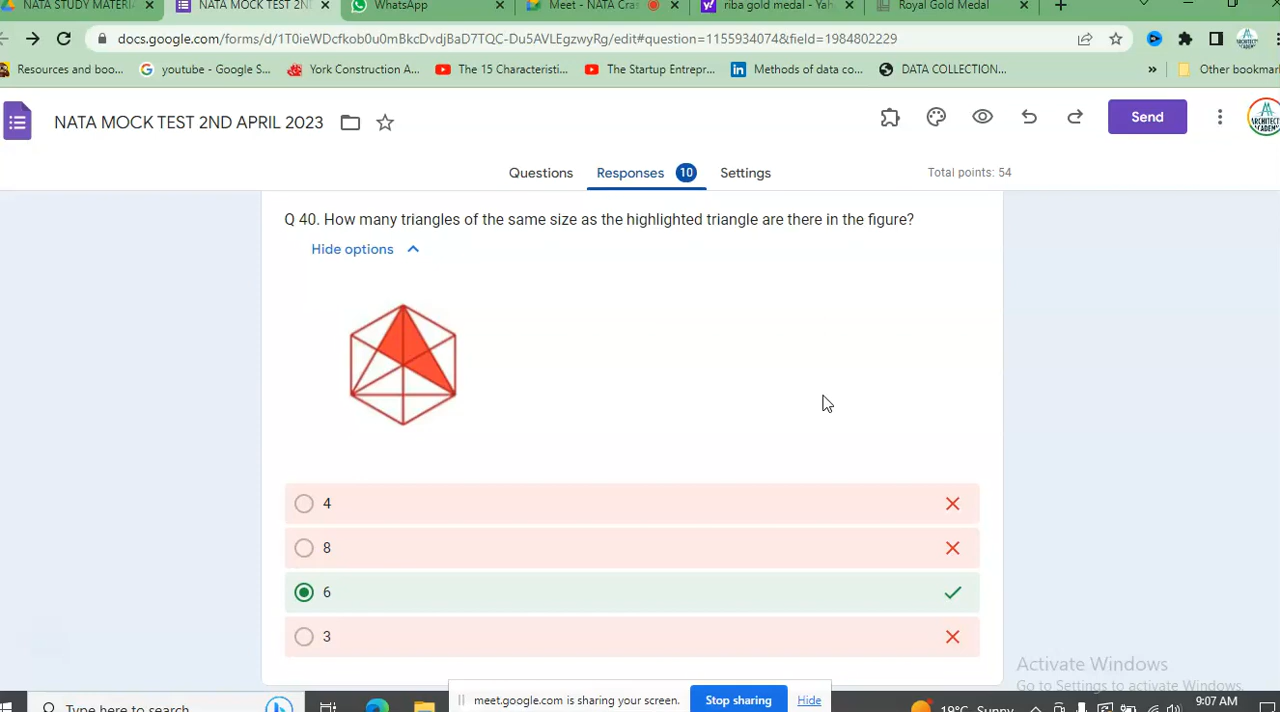 NATA STUDY MATERIA
NATA MOCK TEST 2N
WhatsApp
Meet - NATA Cras
riba gold medal - Yah
Royal Gold Medal
docs.google.com/forms/d/1T0ieWDcfkob0u0mBkcDvdjBaD7TQC-Du5AVLEgzwyRg/edit#question=1155934074&field=1984802229
Resources and boo...
youtube - Google S...
York Construction A...
The 15 Characteristi...
The Startup Entrepr...
Methods of data co...
DATA COLLECTION...
Other bookmar
NATA MOCK TEST 2ND APRIL 2023
Send
Questions
Responses 10
Settings
Total points: 54
Q 40. How many triangles of the same size as the highlighted triangle are there in the figure?
Hide options
4
8
6
3
Activate Windows
Go to Settings to activate Windows.
meet.google.com is sharing your screen.
Stop sharing
Hide
Type here to search
19°C Sunny
9:07 AM